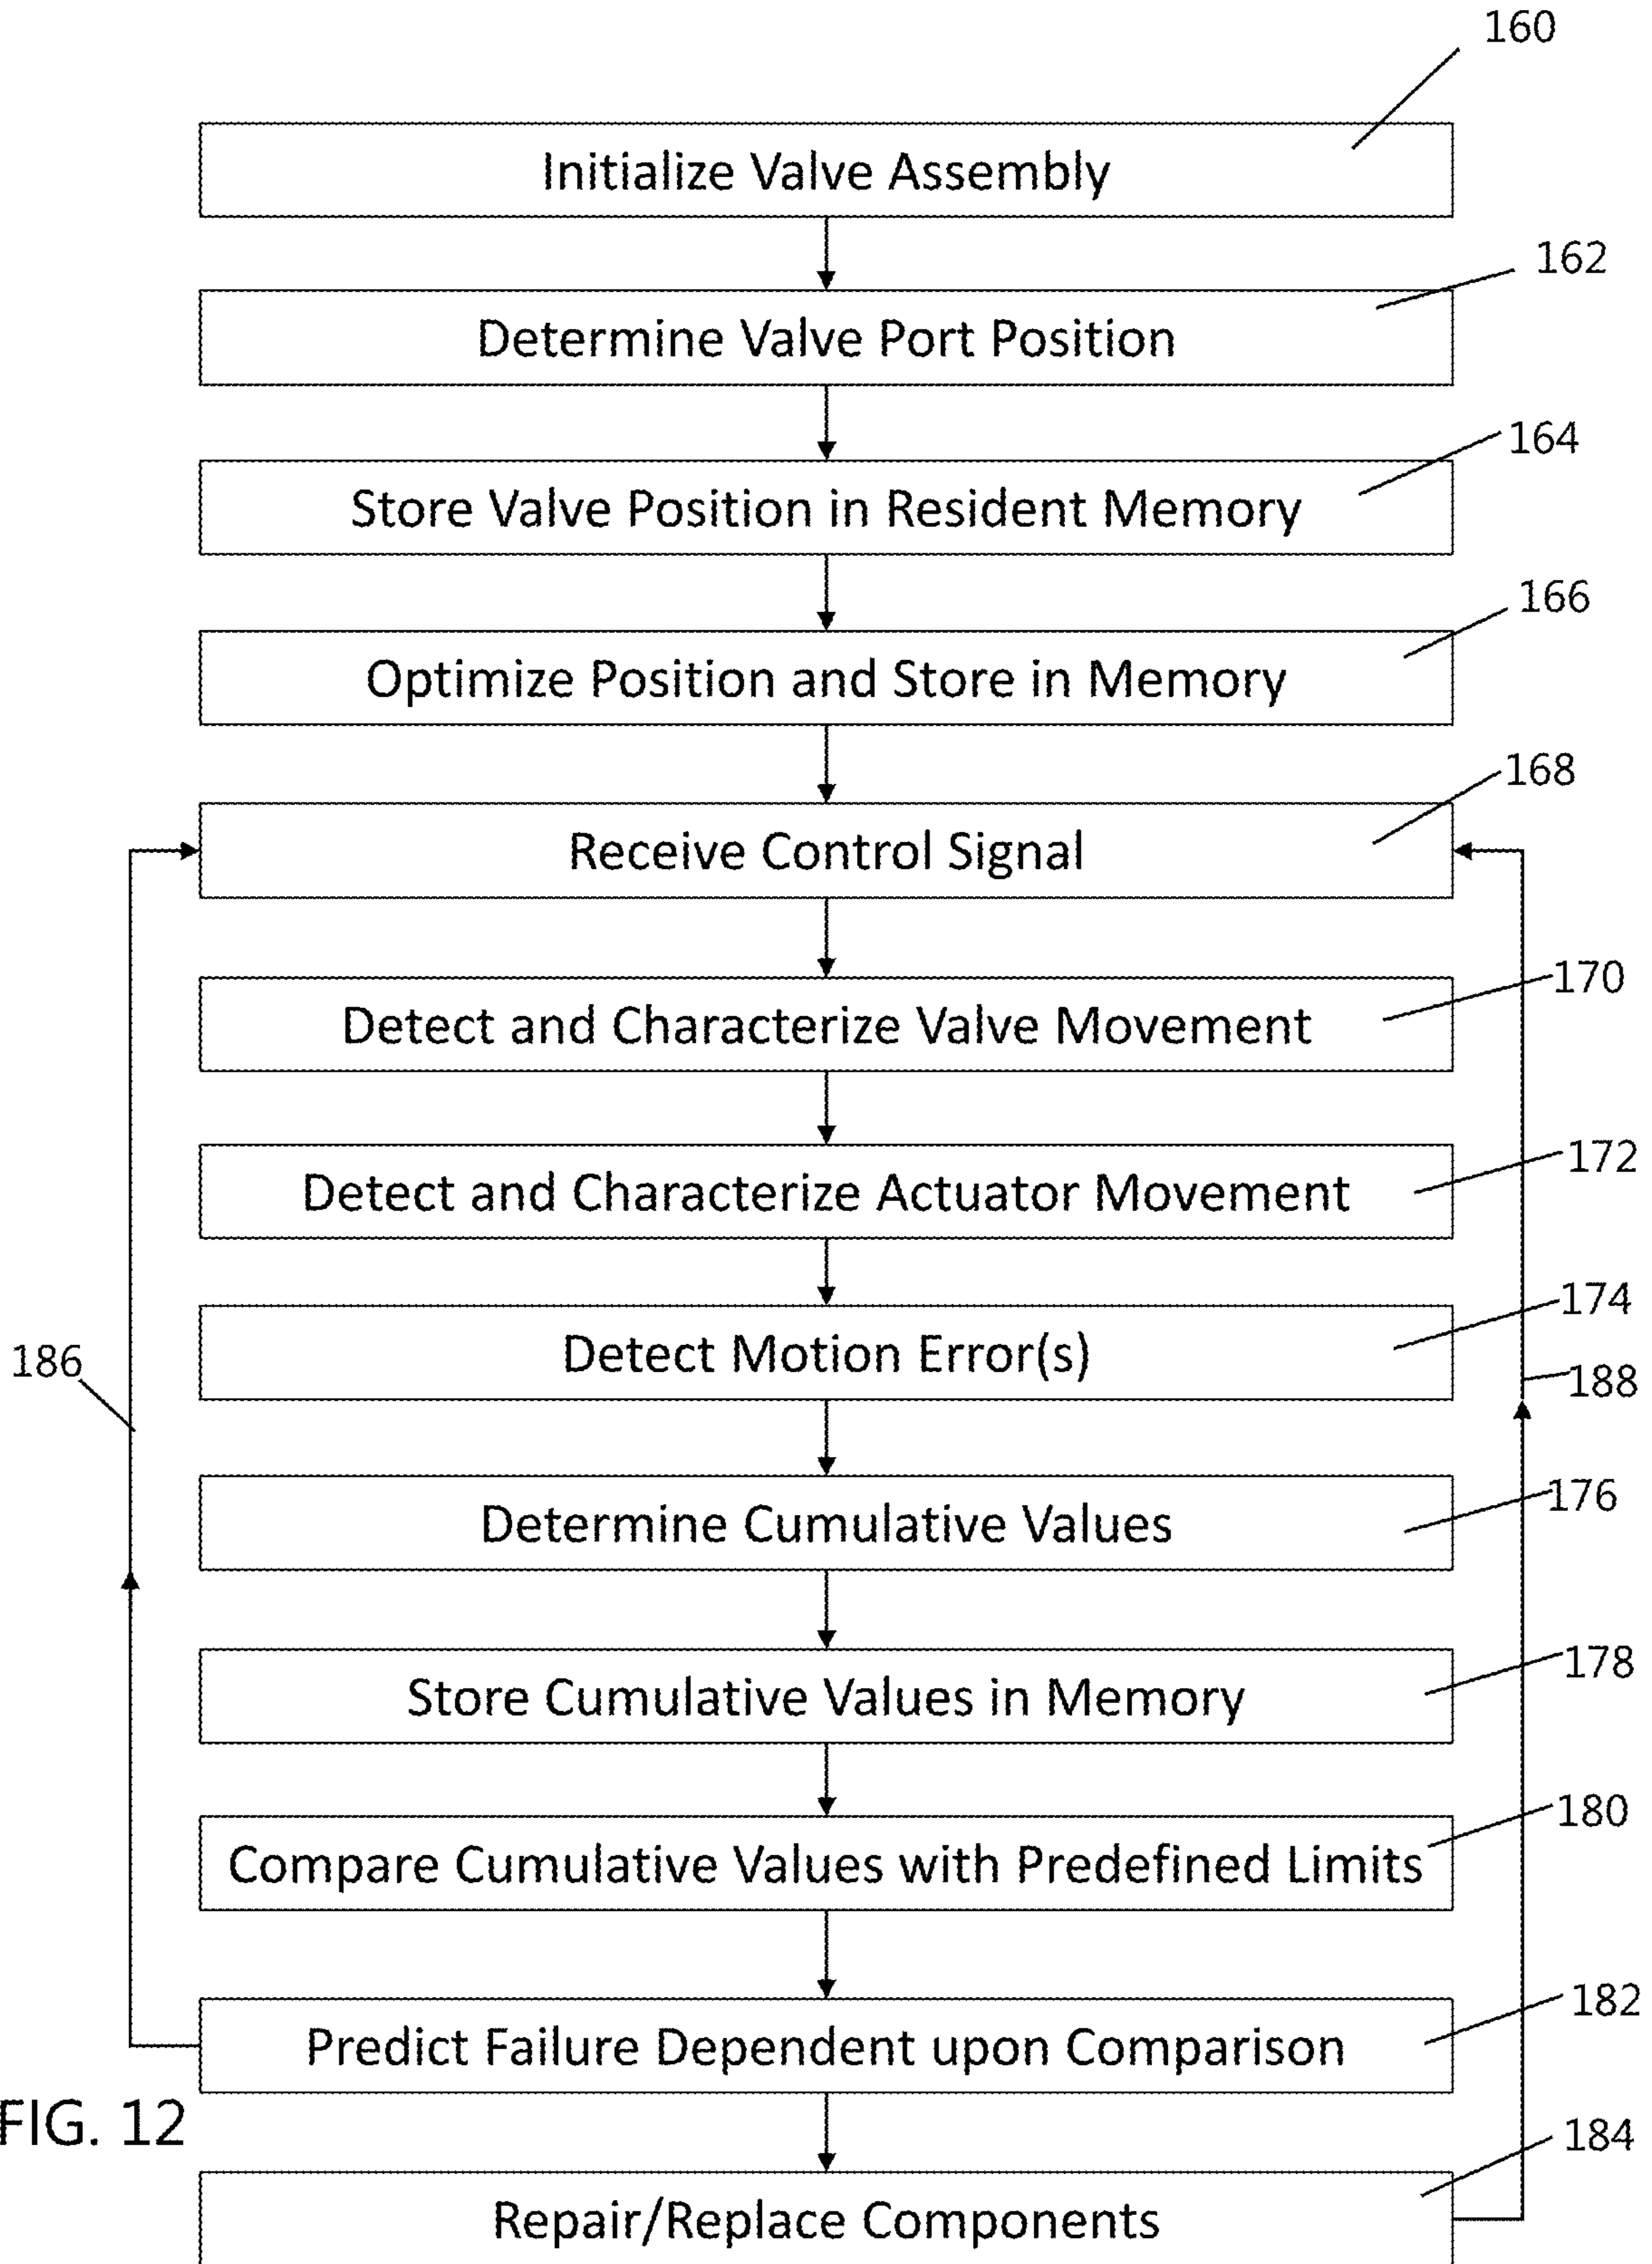 160
Initialize Valve Assembly
162
Determine Valve Port Position
164
Store Valve Position in Resident Memory
166
Optimize Position and Store in Memory
168
Receive Control Signal
170
Detect and Characterize Valve Movement
172
Detect and Characterize Actuator Movement
174
Detect Motion Error(s)
186
188
176
Determine Cumulative Values
178
Store Cumulative Values in Memory
180
Compare Cumulative Values with Predefined Limits
182
Predict Failure Dependent upon Comparison
FIG. 12
184
Repair/Replace Components